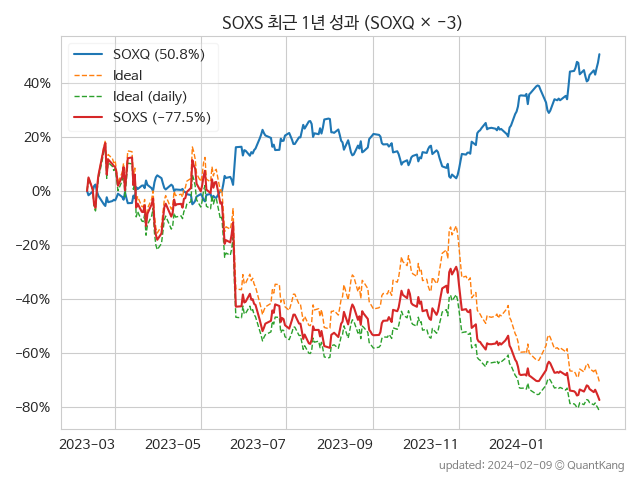 SOXS 최근 1년 성과 (SOXQ × −3)
SOXQ (50.8%)
Ideal
Ideal (daily)
SOXS (−77.5%)
40%
20%
0%
−20%
−40%
−60%
−80%
2023-03 2023-05 2023-07 2023-09 2023-11 2024-01
updated: 2024-02-09 © QuantKang